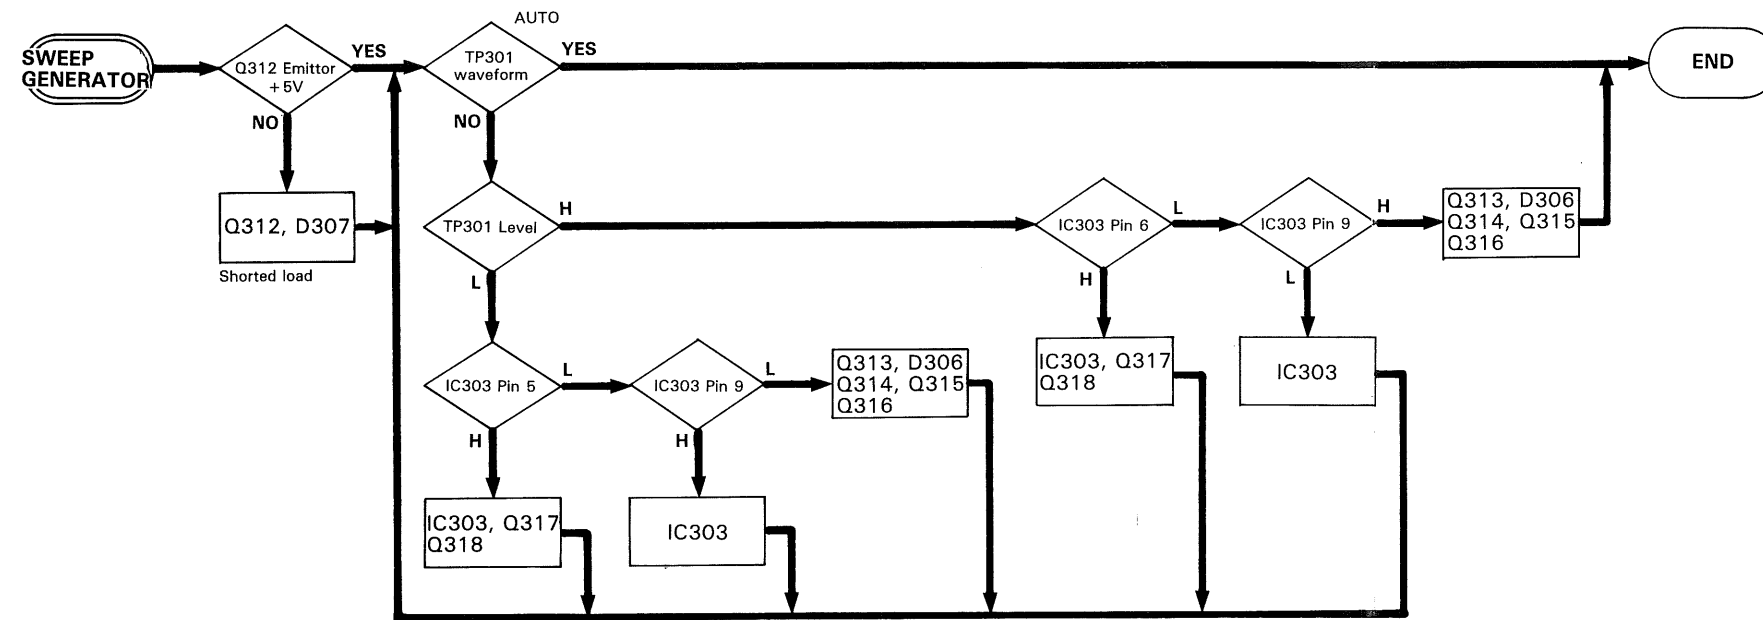 AUTO
SWEEP
GENERATOR
Q312 Emittor
+5V
YES
NO
TP301
waveform
YES
NO
END
Q312, D307
Shorted load
TP301 Level
H
L
IC303 Pin 6
L
H
IC303 Pin 9
H
L
Q313, D306
Q314, Q315
Q316
IC303 Pin 5
L
H
IC303 Pin 9
L
H
Q313, D306
Q314, Q315
Q316
IC303, Q317
Q318
IC303
IC303, Q317
Q318
IC303